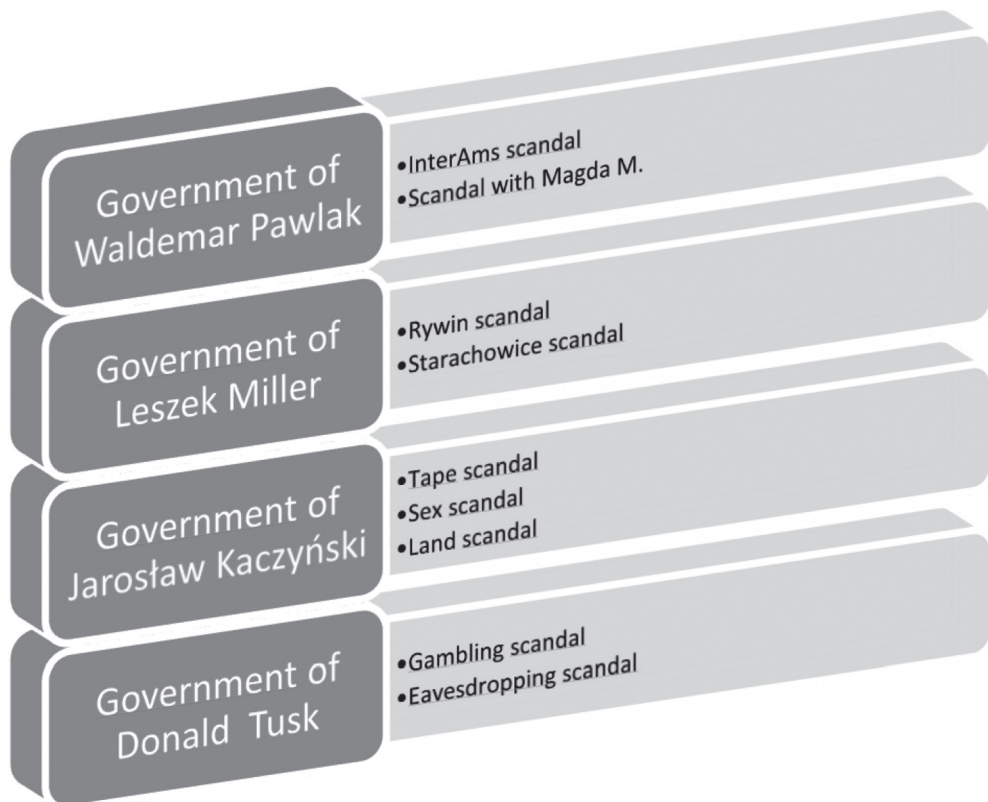 Government of
Waldemar Pawlak
•InterAms scandal
•Scandal with Magda M.
Government of
Leszek Miller
•Rywin scandal
•Starachowice scandal
Government of
Jarosław Kaczyński
•Tape scandal
•Sex scandal
•Land scandal
Government of
Donald Tusk
•Gambling scandal
•Eavesdropping scandal